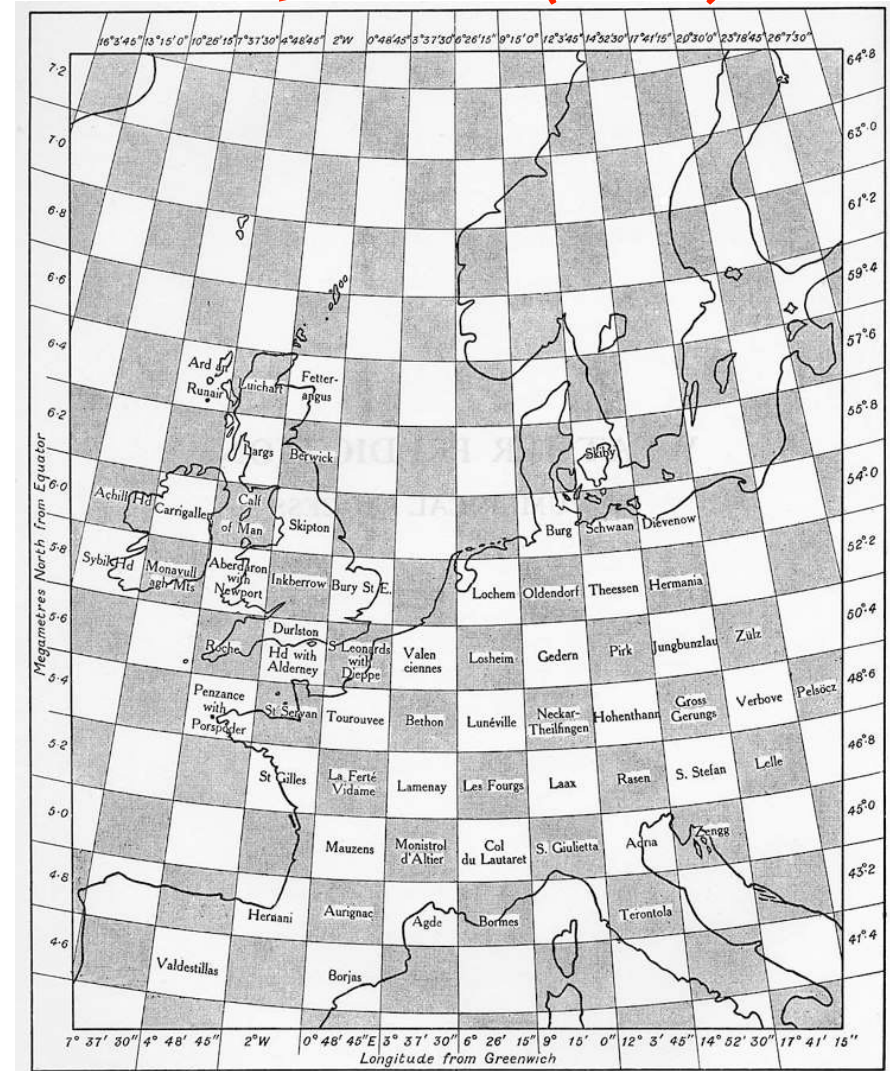 16°3'45" 13°15'0" 10°26'15" 7°37'30" 4°48'45" 2°W 0°48'45" 3°37'30" 6°26'15" 9°15'0" 12°3'45" 14°52'30" 17°41'15" 20°30'0" 23°18'45" 26°7'30"
7·2
64°·8
7·0
63°·0
6·8
61°·2
6·6
59°·4
6·4
57°·6
Ard an
Runair
Luichart
Fetter-
angus
6·2
55°·8
Largs
Berwick
Skiby
6·0
54°·0
Achill Hd
Carrigallen
Calf
of Man
Skipton
Burg
Schwaan
Dievenow
5·8
52°·2
Sybil Hd
Monavull
agh Mts
Aberdaron
with
Newport
Inkberrow
Bury St E.
Lochem
Oldendorf
Theessen
Hermania
5·6
50°·4
Roche
Durlston
Hd with
Alderney
S Leonards
with
Dieppe
Valen
ciennes
Losheim
Gedern
Pirk
Jungbunzlau
Zülz
5·4
48°·6
Penzance
with
Porspoder
St Servan
Tourouvee
Bethon
Lunéville
Neckar-
Theilfingen
Hohenthann
Gross
Gerungs
Verbove
Pelsöcz
5·2
46°·8
St Gilles
La Ferté
Vidame
Lamenay
Les Fourgs
Laax
Rasen
S. Stefan
Lelle
5·0
45°·0
Mauzens
Monistrol
d'Altier
Col
du Lautaret
S. Giulietta
Adria
Zengg
4·8
43°·2
Hernani
Aurignac
Agde
Bormes
Terontola
4·6
41°·4
Valdestillas
Borjas
Megametres North from Equator
7° 37' 30" 4° 48' 45" 2°W 0° 48' 45"E 3° 37' 30" 6° 26' 15" 9° 15' 0" 12° 3' 45" 14° 52' 30" 17° 41' 15"
Longitude from Greenwich